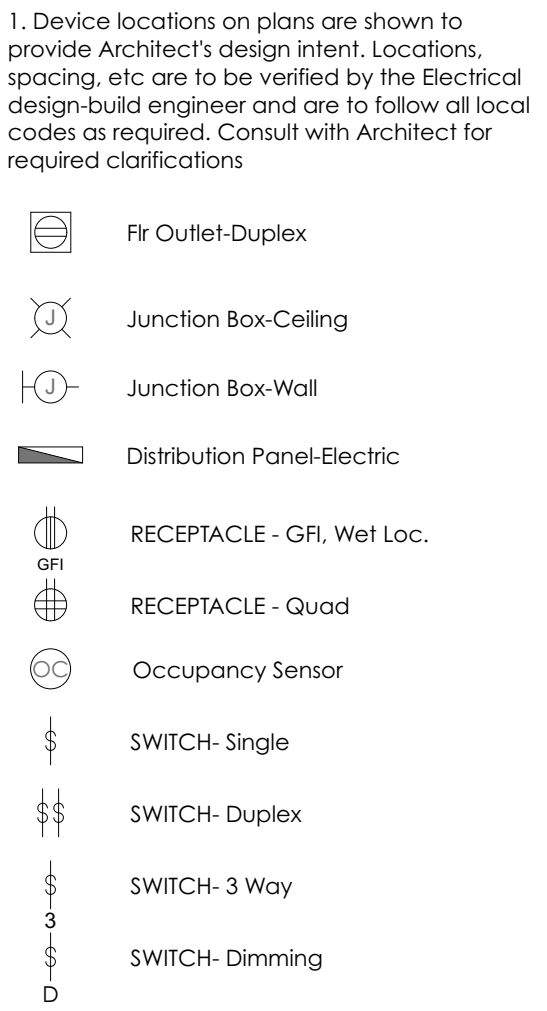 1. Device locations on plans are shown to
provide Architect's design intent. Locations,
spacing, etc are to be verified by the Electrical
design-build engineer and are to follow all local
codes as required. Consult with Architect for
required clarifications
Flr Outlet-Duplex
J Junction Box-Ceiling
J Junction Box-Wall
Distribution Panel-Electric
RECEPTACLE - GFI, Wet Loc.
GFI
RECEPTACLE - Quad
OC Occupancy Sensor
$ SWITCH- Single
$$ SWITCH- Duplex
$ SWITCH- 3 Way
3
$ SWITCH- Dimming
D